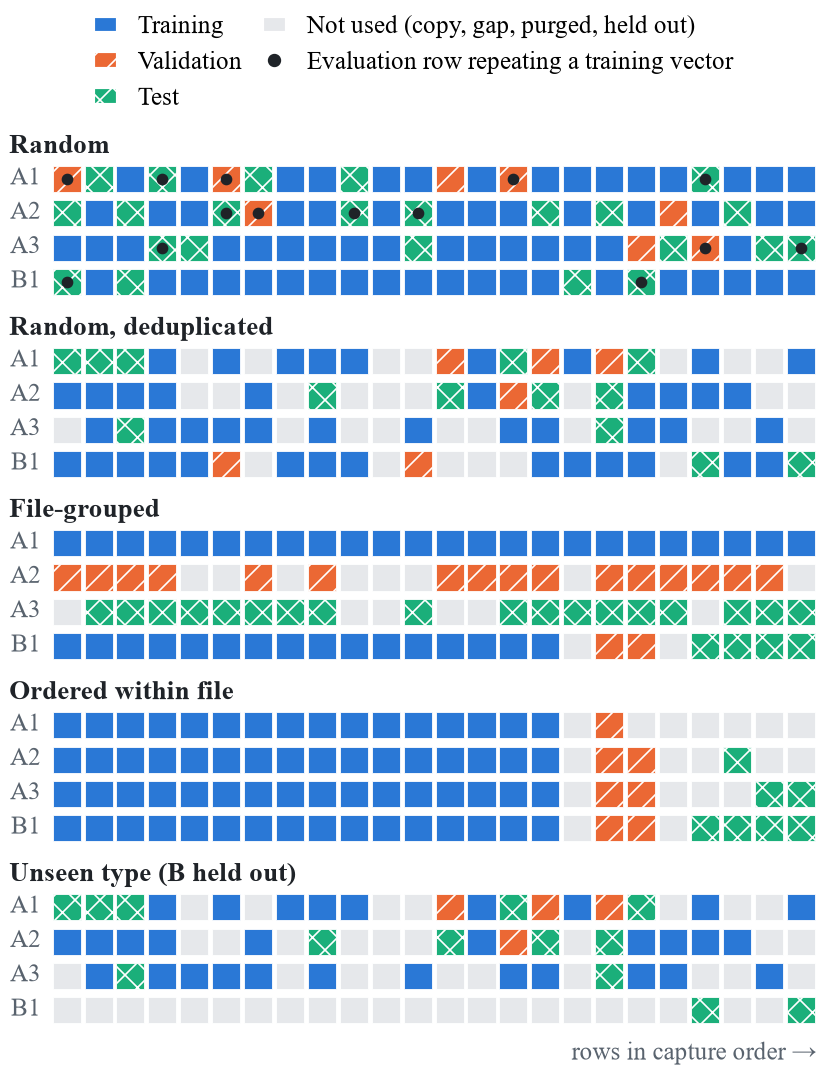 Training
Not used (copy, gap, purged, held out)
Validation
Evaluation row repeating a training vector
Test
Random
A1
A2
A3
B1
Random, deduplicated
A1
A2
A3
B1
File-grouped
A1
A2
A3
B1
Ordered within file
A1
A2
A3
B1
Unseen type (B held out)
A1
A2
A3
B1
rows in capture order →